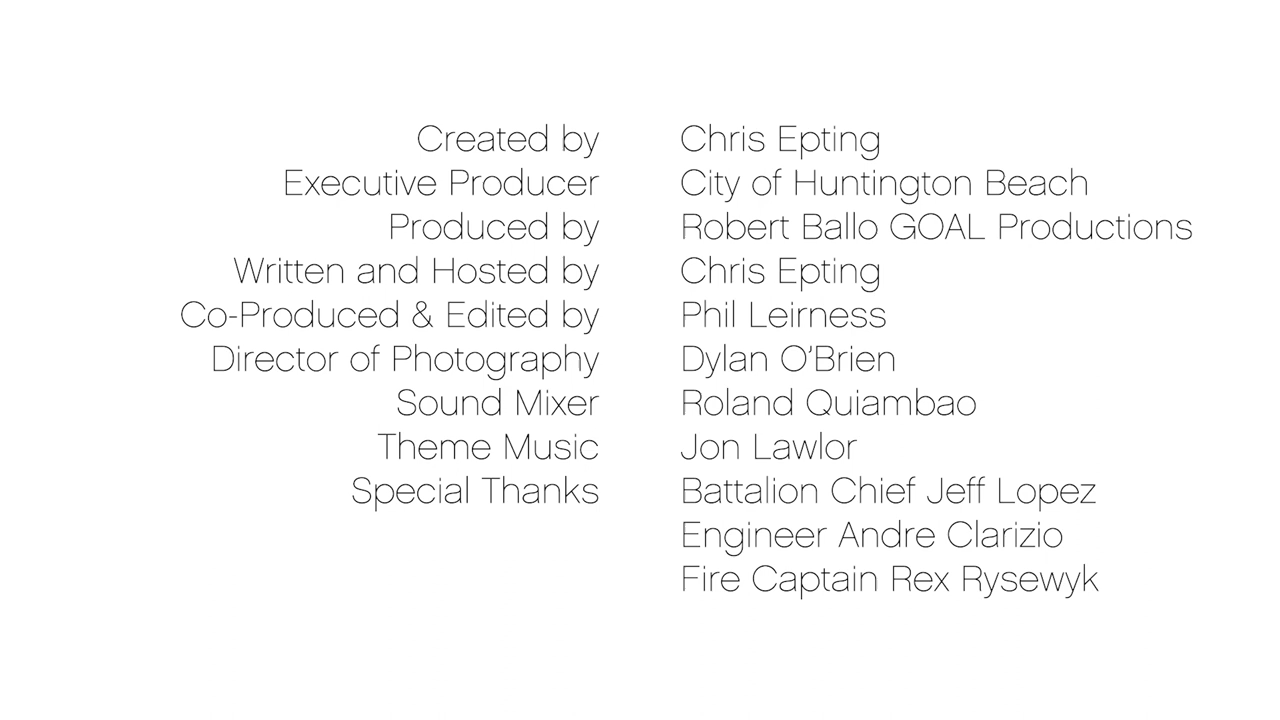 Created by Chris Epting
Executive Producer City of Huntington Beach
Produced by Robert Ballo GOAL Productions
Written and Hosted by Chris Epting
Co-Produced & Edited by Phil Leirness
Director of Photography Dylan O'Brien
Sound Mixer Roland Quiambao
Theme Music Jon Lawlor
Special Thanks Battalion Chief Jeff Lopez
Engineer Andre Clarizio
Fire Captain Rex Rysewyk